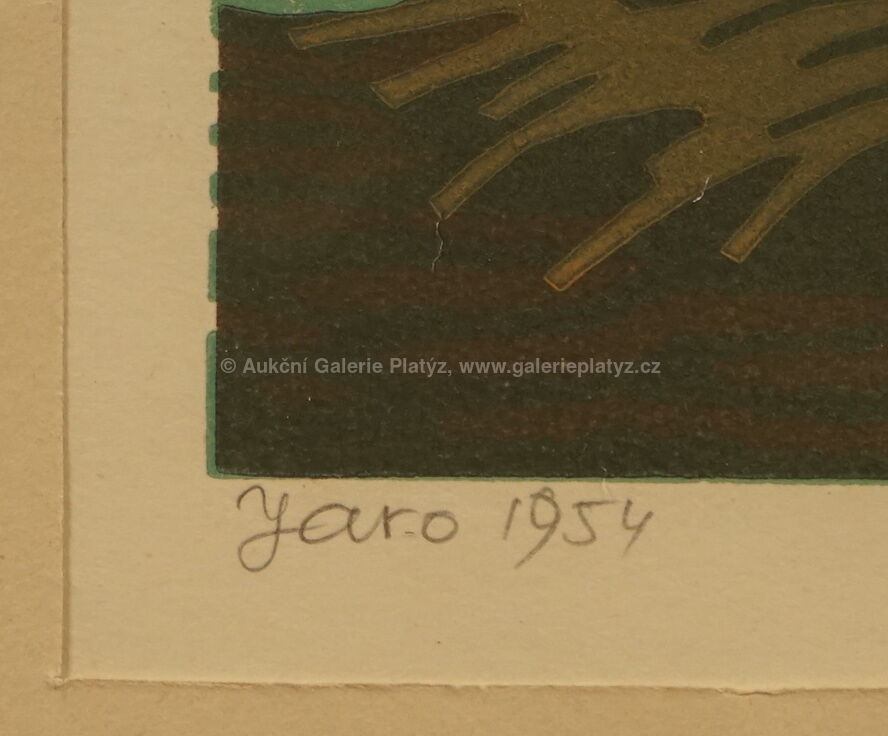 © Aukční Galerie Platýz, www.galerieplatyz.cz
Yaro 1954